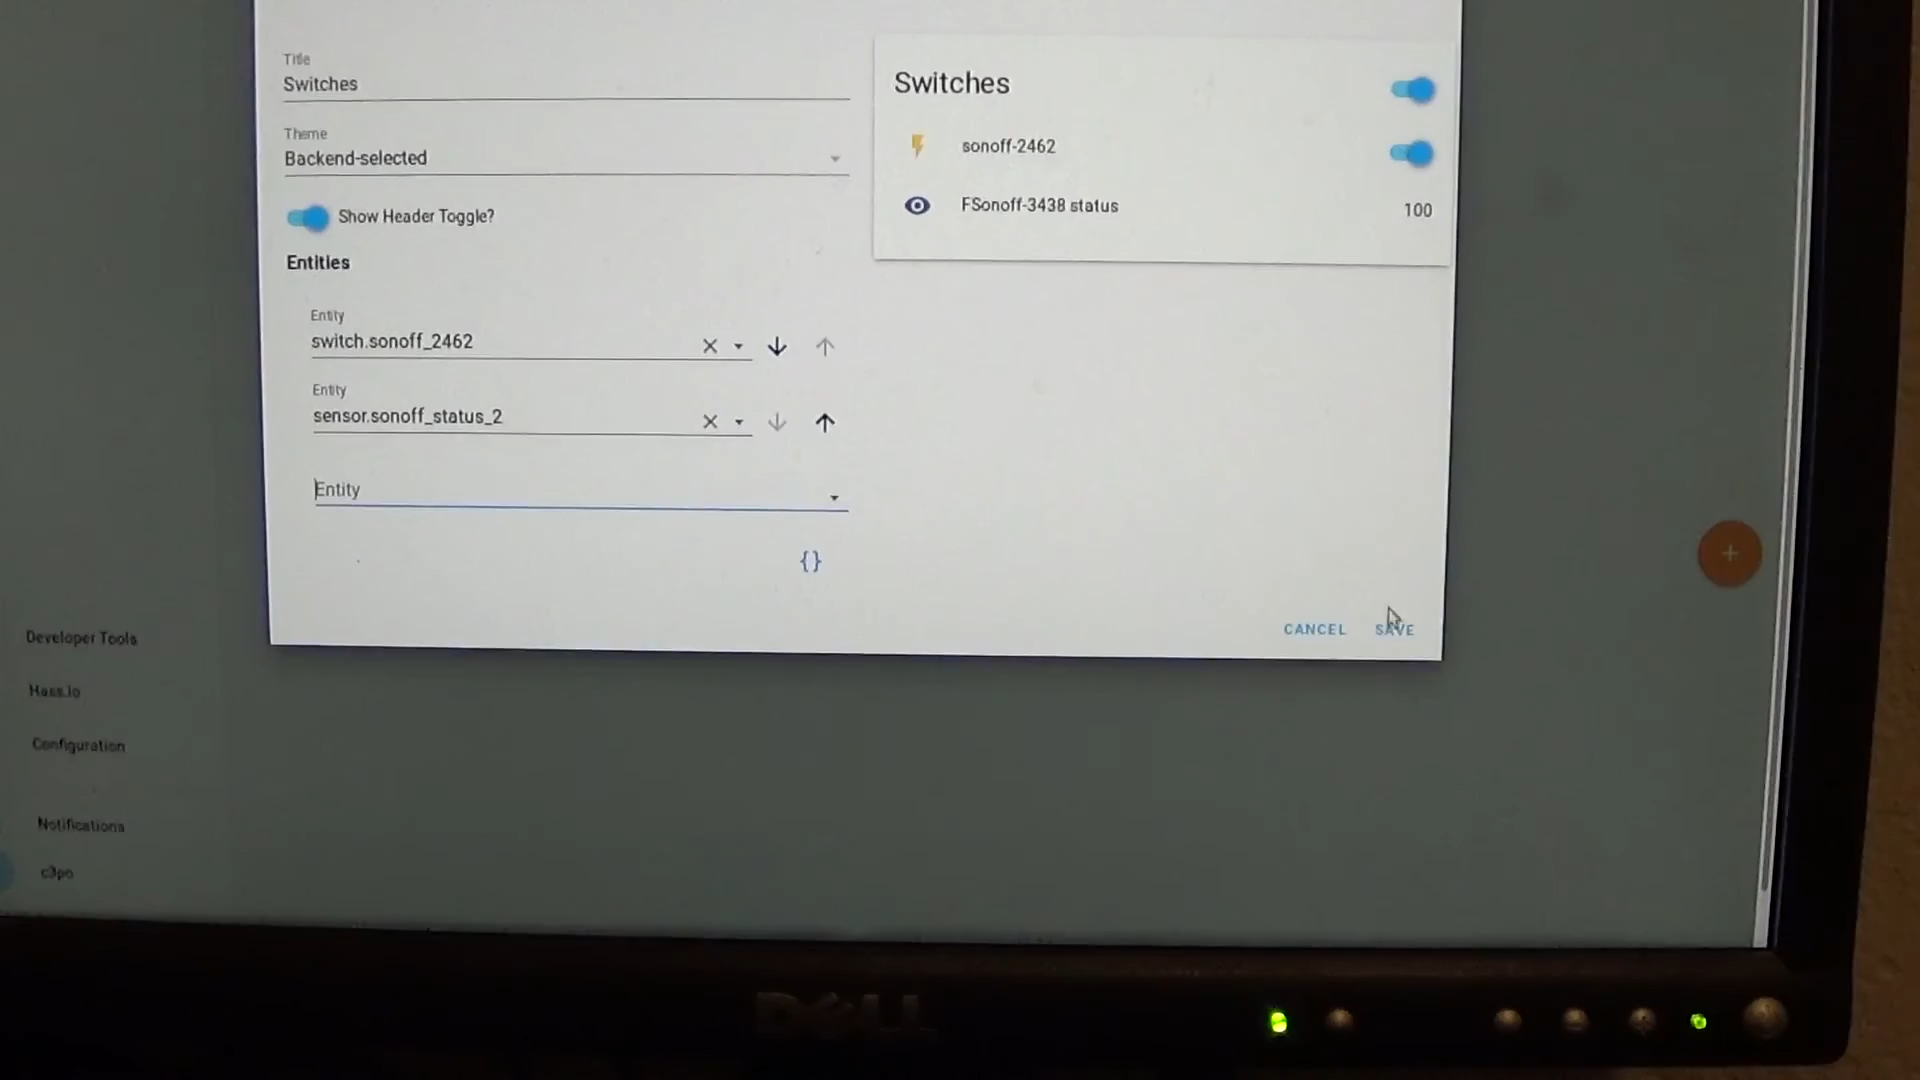 Title
Switches
Theme
Backend-selected
Show Header Toggle?
Entities
Entity
switch.sonoff_2462
Entity
sensor.sonoff_status_2
Entity
{}
CANCEL
SAVE
Switches
sonoff-2462
FSonoff-3438 status
100
Developer Tools
Hass.io
Configuration
Notifications
c3po
DELL